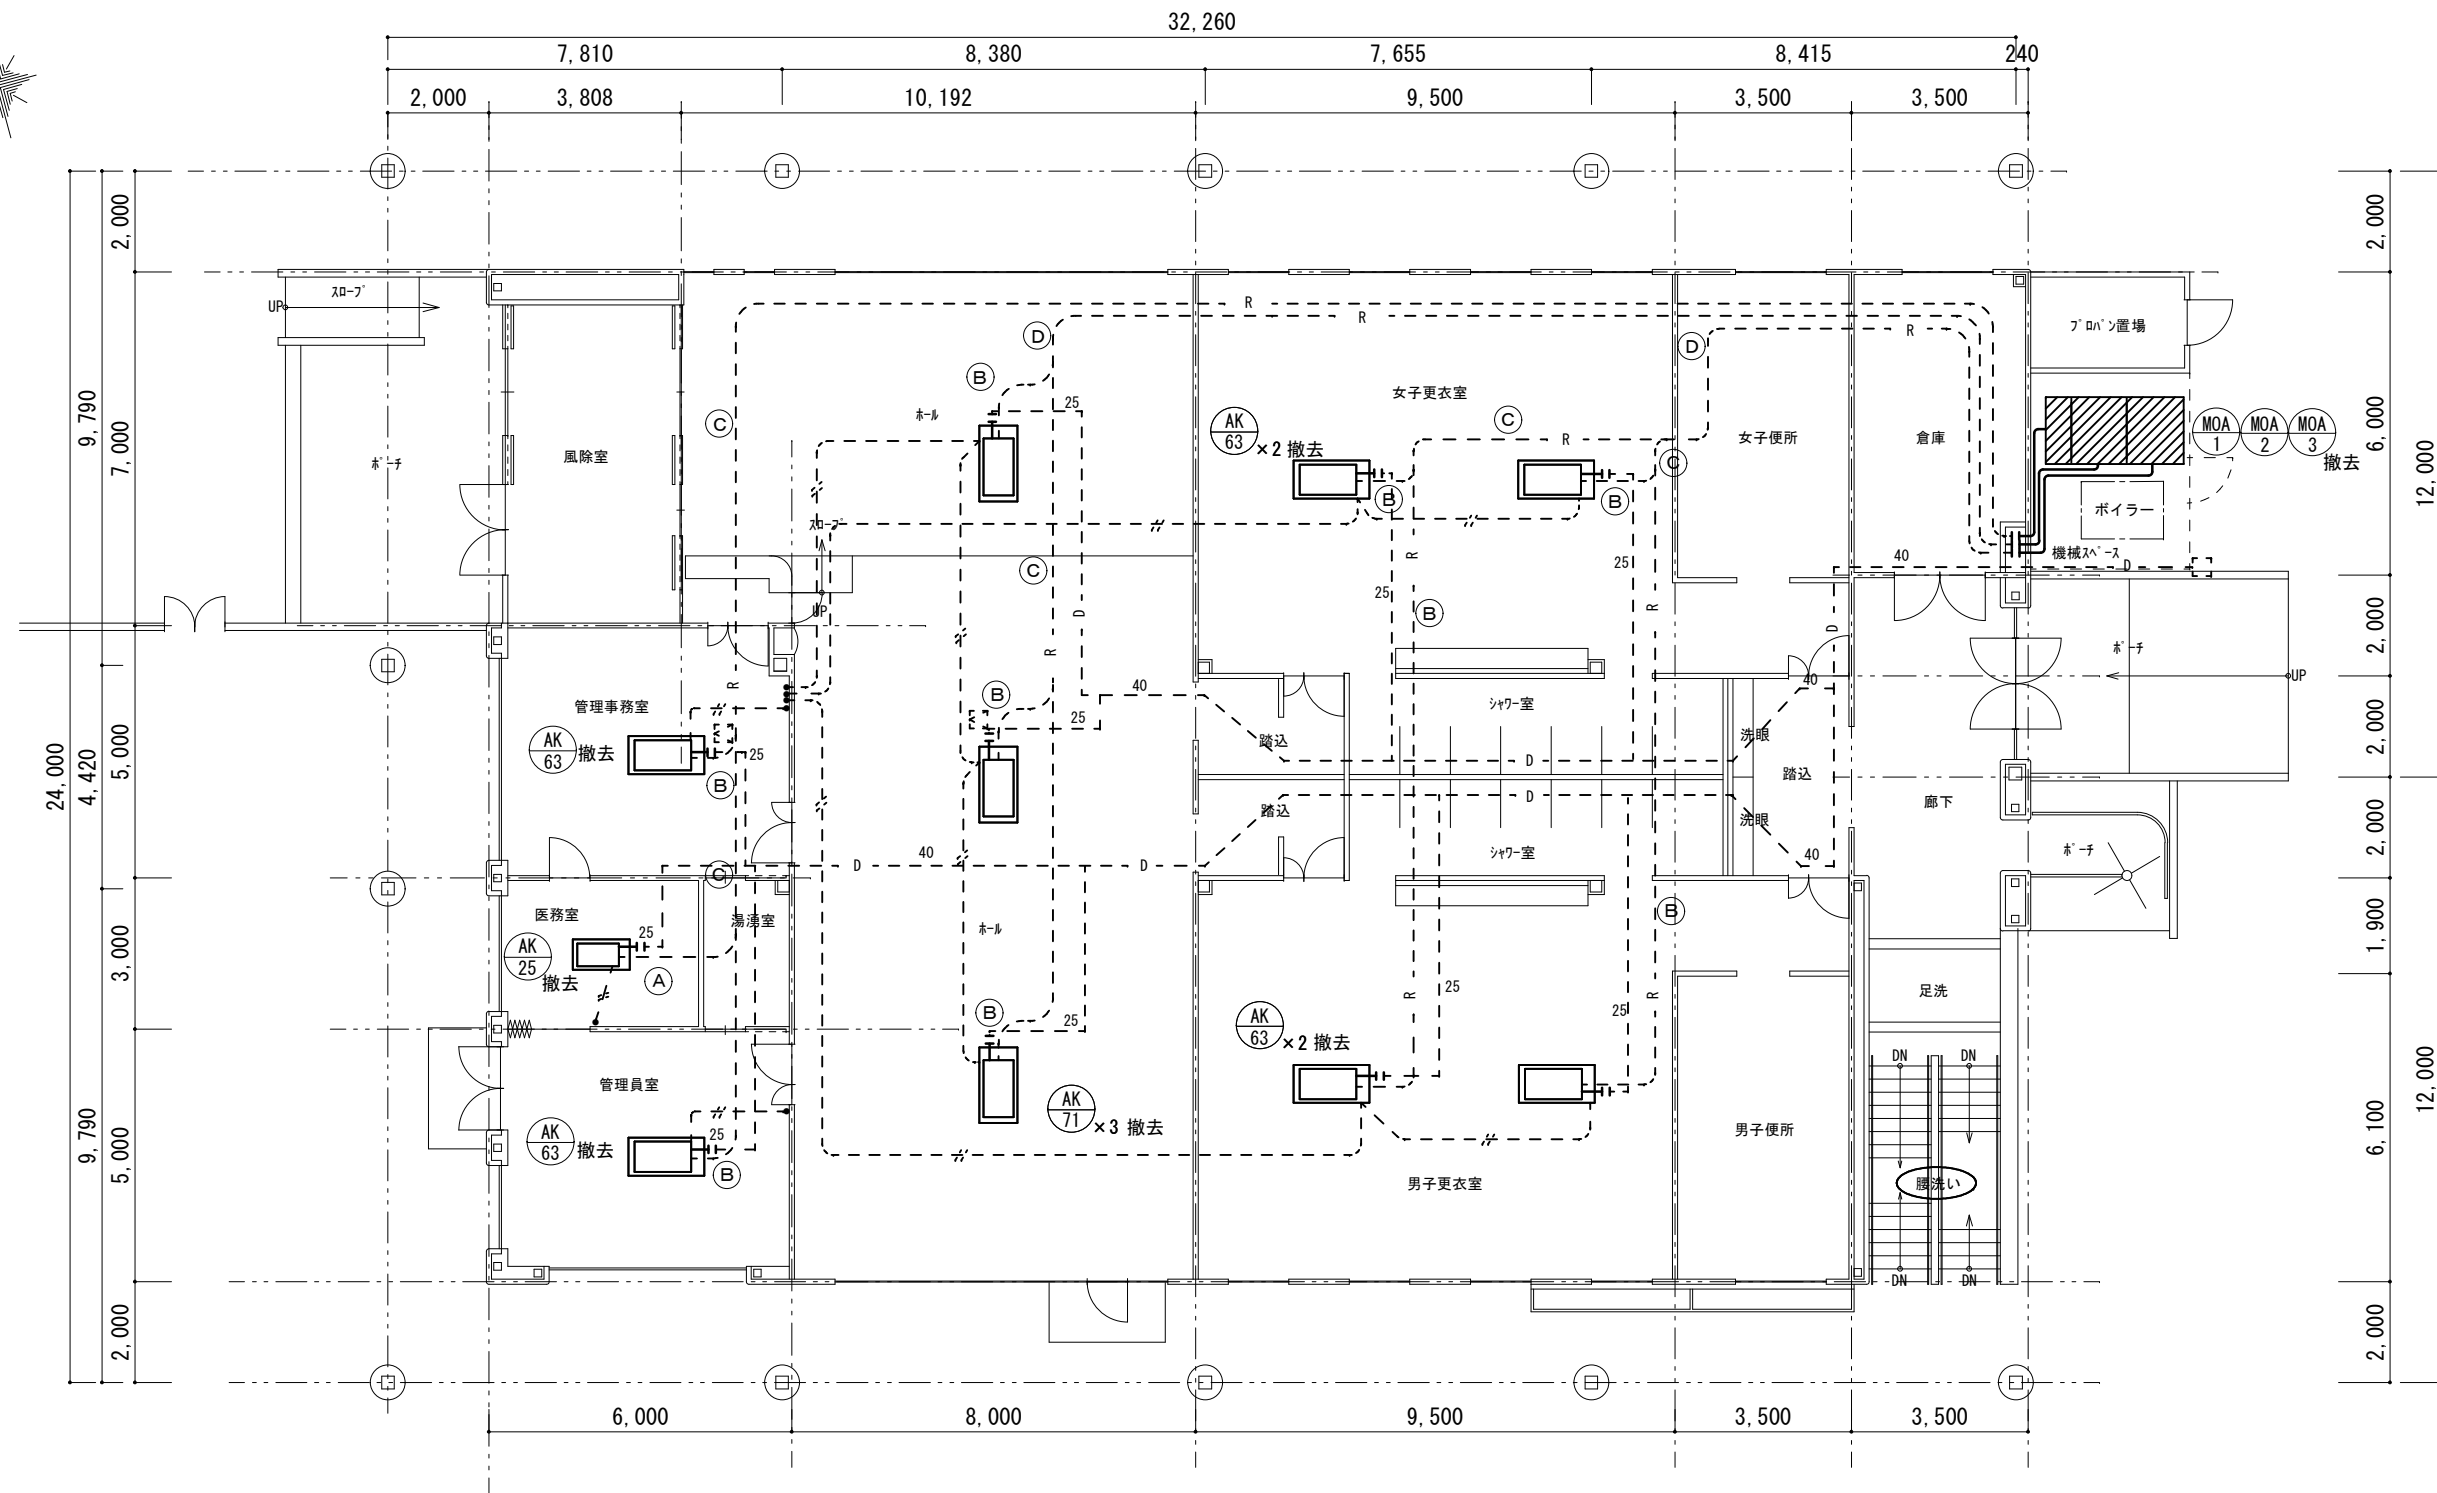 32,260
7,810
8,380
7,655
8,415
240
2,000
3,808
10,192
9,500
3,500
3,500
2,000
2,000
スロープ
UP
R
R
R
プロパン置場
D
D
B
9,790
7,000
25
ホール
女子更衣室
C
C
AK
63
×2 撤去
R
女子便所
倉庫
MOA
1
MOA
2
MOA
3
撤去
6,000
12,000
ポーチ
風除室
C
B
B
ボイラー
スロープ
機械スペース
C
R
25
40
D
25
UP
D
B
R
D
2,000
R
ポーチ
R
40
40
UP
管理事務室
B
25
シャワー室
AK
63
撤去
25
踏込
洗眼
2,000
24,000
4,420
5,000
B
D
踏込
D
踏込
洗眼
廊下
2,000
D
40
D
シャワー室
40
ポーチ
C
医務室
湯湧室
B
25
ホール
AK
25
撤去
A
3,000
1,900
R
25
R
25
足洗
B
25
AK
63
×2 撤去
DN
DN
管理員室
AK
71
×3 撤去
12,000
9,790
5,000
AK
63
撤去
25
男子便所
6,100
B
男子更衣室
腰洗い
DN
DN
2,000
2,000
6,000
8,000
9,500
3,500
3,500